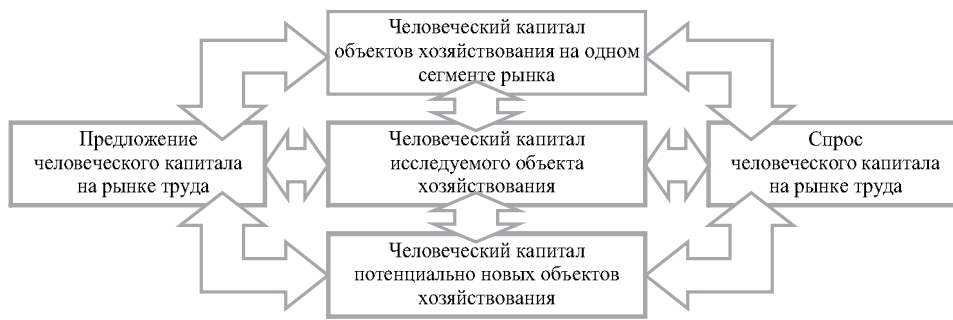 Человеческий капитал
объектов хозяйствования на одном
сегменте рынка
Предложение
человеческого капитала
на рынке труда
Человеческий капитал
исследуемого объекта
хозяйствования
Спрос
человеческого капитала
на рынке труда
Человеческий капитал
потенциально новых объектов
хозяйствования